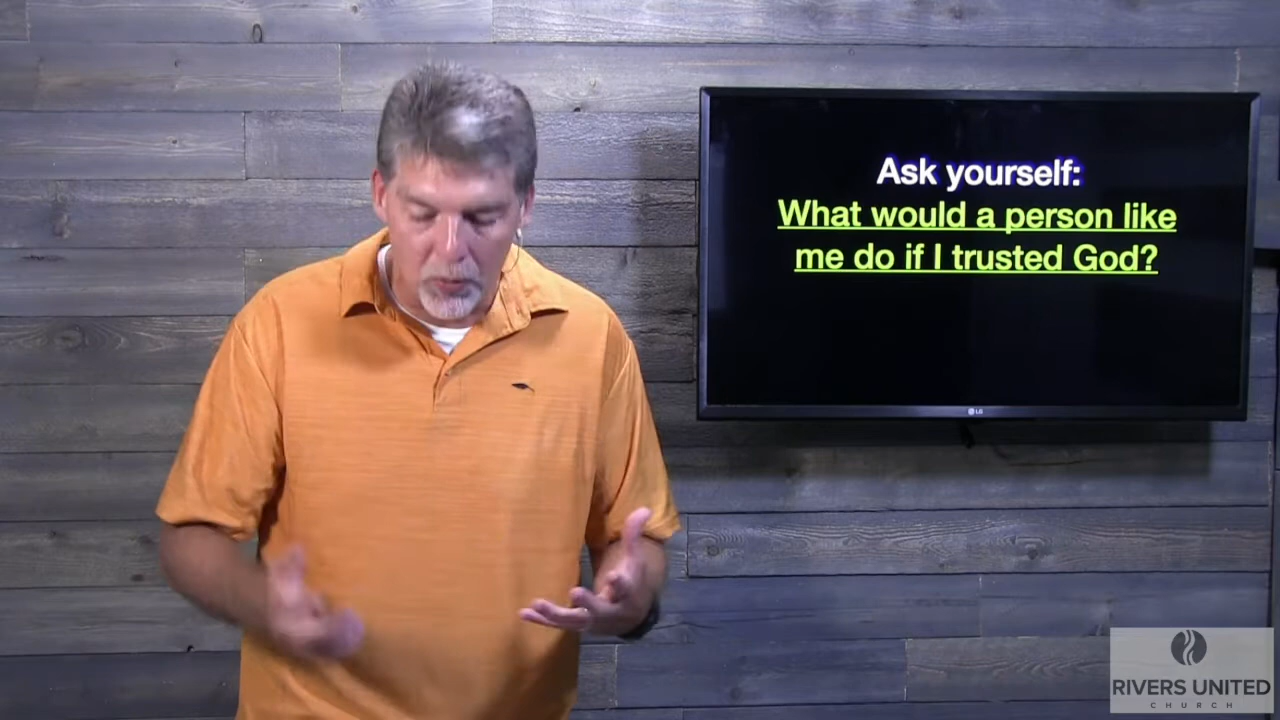 Ask yourself:
What would a person like
me do if I trusted God?
LG
RIVERS UNITED
CHURCH